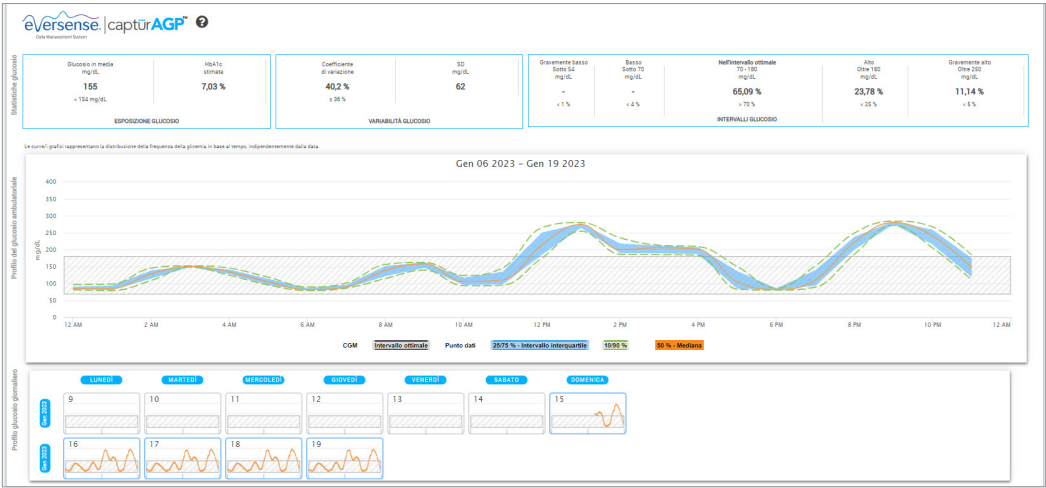 eversense. | captūrAGP™ ?
Data Management System
Statistiche glucosio
Glucosio in media
mg/dL
155
< 154 mg/dL
HbA1c
stimata
7,03 %
ESPOSIZIONE GLUCOSIO
Coefficiente
di variazione
40,2 %
≤ 36 %
SD
mg/dL
62
VARIABILITÀ GLUCOSIO
Gravemente basso
Sotto 54
mg/dL
-
< 1 %
Basso
Sotto 70
mg/dL
-
< 4 %
Nell'intervallo ottimale
70 - 180
mg/dL
65,09 %
> 70 %
Alto
Oltre 180
mg/dL
23,78 %
< 25 %
Gravemente alto
Oltre 250
mg/dL
11,14 %
< 5 %
INTERVALLI GLUCOSIO
Le curve/i grafici rappresentano la distribuzione della frequenza della glicemia in base al tempo, indipendentemente dalla data.
Profilo del glucosio ambulatoriale
Gen 06 2023 - Gen 19 2023
mg/dL
400
350
300
250
200
150
100
50
0
12 AM 2 AM 4 AM 6 AM 8 AM 10 AM 12 PM 2 PM 4 PM 6 PM 8 PM 10 PM 12 AM
CGM Intervallo ottimale Punto dati 25/75 % - Intervallo interquartile 10/90 % 50 % - Mediana
Profilo glucosio giornaliero
LUNEDÌ MARTEDÌ MERCOLEDÌ GIOVEDÌ VENERDÌ SABATO DOMENICA
Gen 2023
9 10 11 12 13 14 15
Gen 2023
16 17 18 19